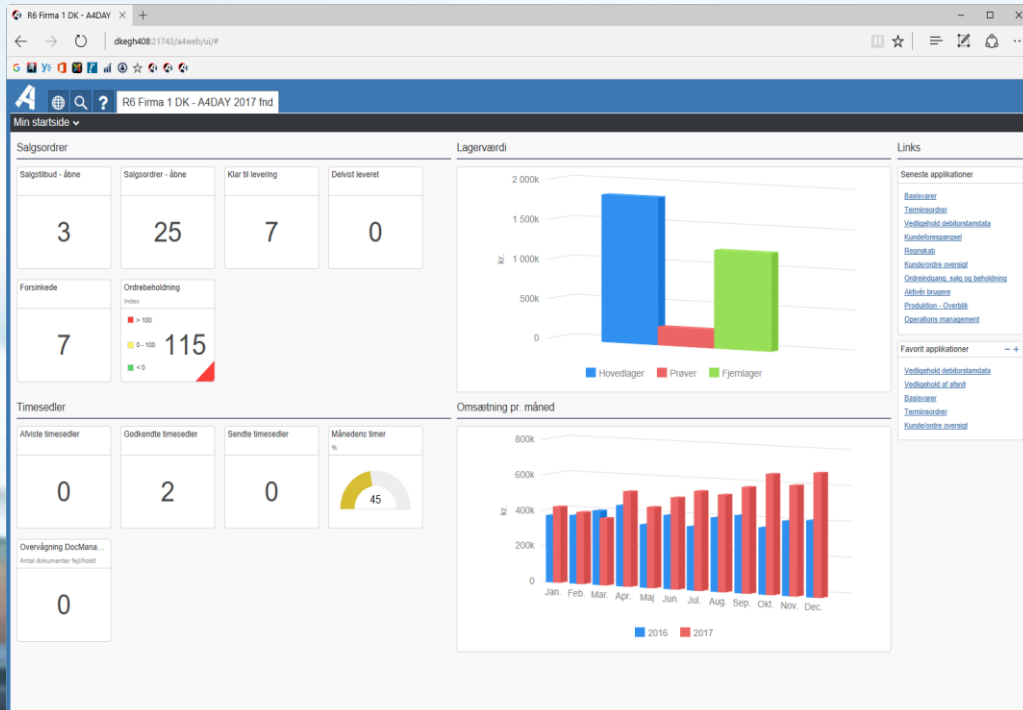 R6 Firma 1 DK - A4DAY
dkegh408:21743/a4web/ui/#
R6 Firma 1 DK - A4DAY 2017 fnd
Min startside
Salgsordrer
Salgstilbud - åbne
3
Salgsordrer - åbne
25
Klar til levering
7
Delvist leveret
0
Forsinkede
7
Ordrebeholdning
Index
> 100
0 - 100
< 0
115
Timesedler
Afviste timesedler
0
Godkendte timesedler
2
Sendte timesedler
0
Månedens timer
%
45
Overvågning DocMana...
Antal dokumenter fejl/holdt
0
Lagerværdi
2 000k
1 500k
1 000k
500k
0
kr.
Hovedlager Prøver Fjernlager
Omsætning pr. måned
800k
600k
400k
200k
0
kr.
Jan. Feb. Mar. Apr. Maj Jun. Jul. Aug. Sep. Okt. Nov. Dec.
2016 2017
Links
Seneste applikationer
Basisvarer
Terminsordrer
Vedligehold debitorstamdata
Kundeforespørgsel
Regnskab
Kunde/ordre oversigt
Ordreindgang, salg og beholdning
Aktivér brugere
Produktion - Overblik
Operations management
Favorit applikationer
Vedligehold debitorstamdata
Vedligehold af afsnit
Basisvarer
Terminsordrer
Kunde/ordre oversigt